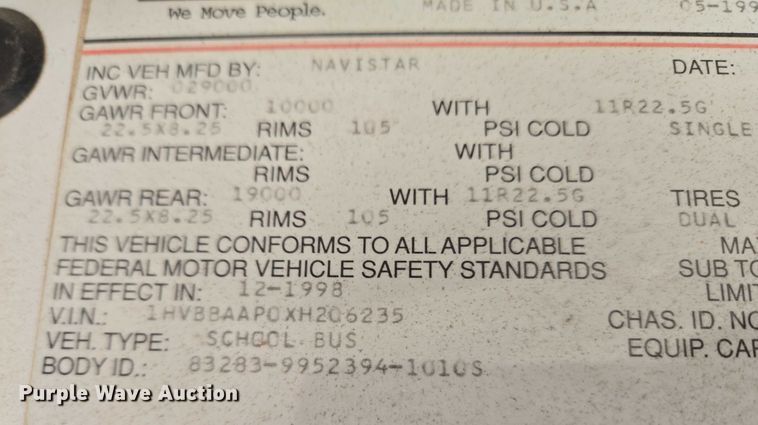 We Move People. MADE IN U.S.A 05-199
INC VEH MFD BY: NAVISTAR DATE:
GVWR: 029000
GAWR FRONT: 10000 WITH 11R22.5G
22.5X8.25 RIMS 105 PSI COLD SINGLE
GAWR INTERMEDIATE: WITH
RIMS PSI COLD
GAWR REAR: 19000 WITH 11R22.5G TIRES
22.5X8.25 RIMS 105 PSI COLD DUAL
THIS VEHICLE CONFORMS TO ALL APPLICABLE MA
FEDERAL MOTOR VEHICLE SAFETY STANDARDS SUB TO
IN EFFECT IN: 12-1998 LIMI
V.I.N.: 1HVBBAAP0XH206235 CHAS. ID. NO
VEH. TYPE: SCHOOL BUS EQUIP. CAP
BODY ID.: 83283-9952394-1010S
Purple Wave Auction